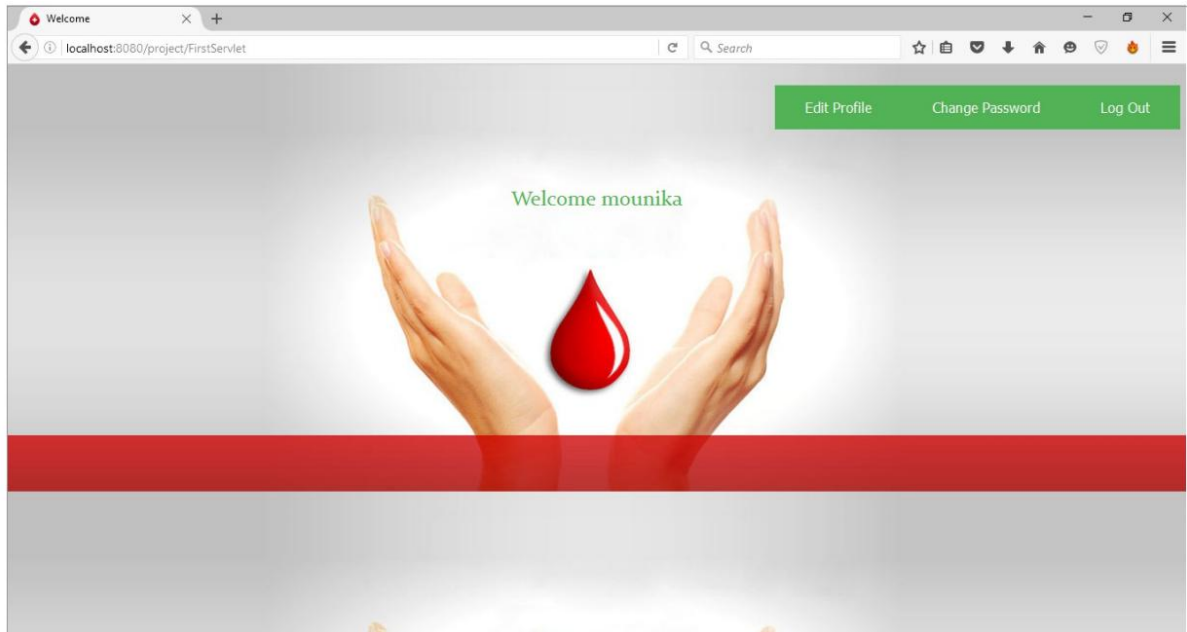 Welcome
localhost:8080/project/FirstServlet
Search
Edit Profile Change Password Log Out
Welcome mounika